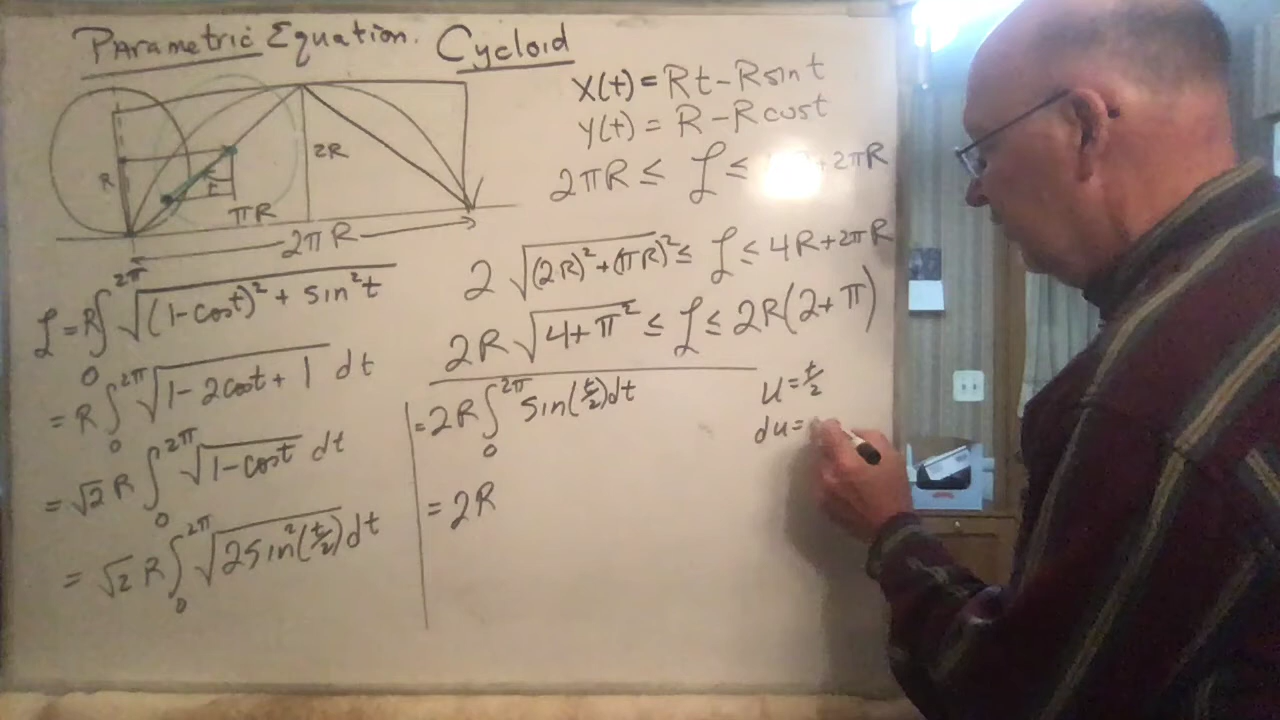 Parametric Equation. Cycloid
x(t) = Rt - R sin t
y(t) = R - R cos t
2πR ≤ L ≤ R + 2πR
R
2R
r
πR
2πR
2 √((2R)² + (πR)²) ≤ L ≤ 4R + 2πR
2R √(4 + π²) ≤ L ≤ 2R(2 + π)
L = R ∫₀^2π √((1 - cos t)² + sin² t)
= R ∫₀^2π √(1 - 2cos t + 1) dt
= √2 R ∫₀^2π √(1 - cos t) dt
= √2 R ∫₀^2π √(2 sin²(t/2)) dt
= 2R ∫₀^2π sin(t/2) dt
= 2R
u = t/2
du =